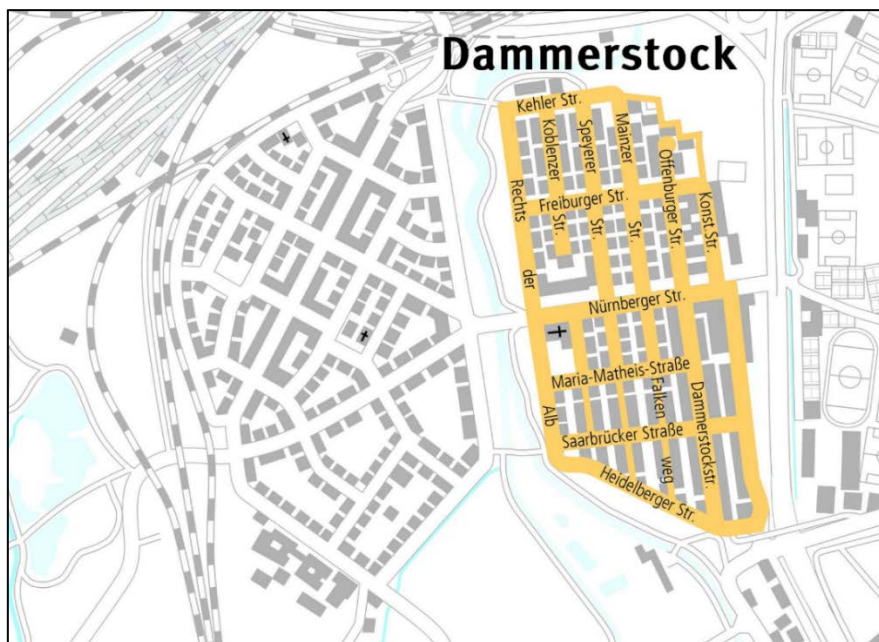 Dammerstock
Kehler Str.
Koblenzer
Str.
Speyerer
Str.
Mainzer
Str.
Offenburger Str.
Konst.Str.
Rechts
der
Alb
Freiburger Str.
Nürnberger Str.
Maria-Matheis-Straße
Falken
weg
Dammerstockstr.
Saarbrücker Straße
Heidelberger Str.